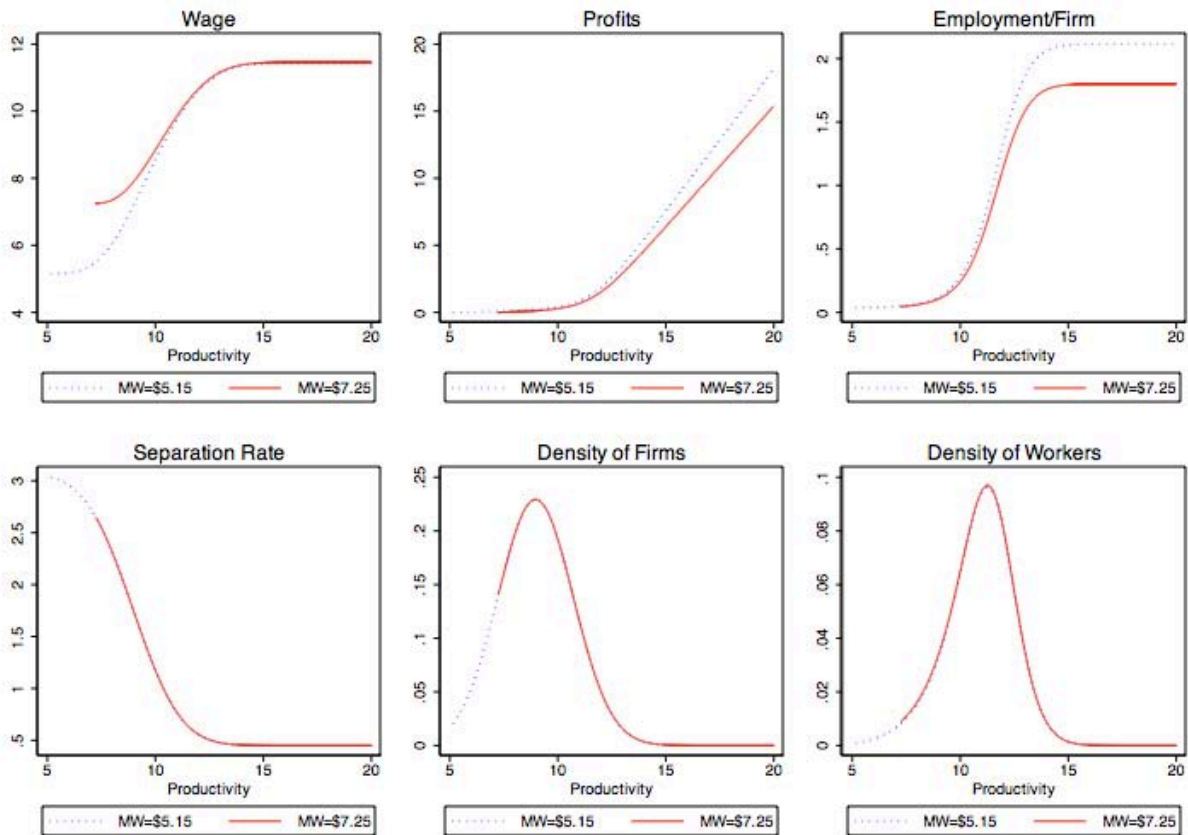 Wage
12
10
8
6
4
5 10 15 20
Productivity
MW=$5.15 MW=$7.25
Profits
20
15
10
5
0
5 10 15 20
Productivity
MW=$5.15 MW=$7.25
Employment/Firm
2
1.5
1
.5
0
5 10 15 20
Productivity
MW=$5.15 MW=$7.25
Separation Rate
3
2.5
2
1.5
1
.5
5 10 15 20
Productivity
MW=$5.15 MW=$7.25
Density of Firms
.25
.2
.15
.1
.05
0
5 10 15 20
Productivity
MW=$5.15 MW=$7.25
Density of Workers
.1
.08
.06
.04
.02
0
5 10 15 20
Productivity
MW=$5.15 MW=$7.25